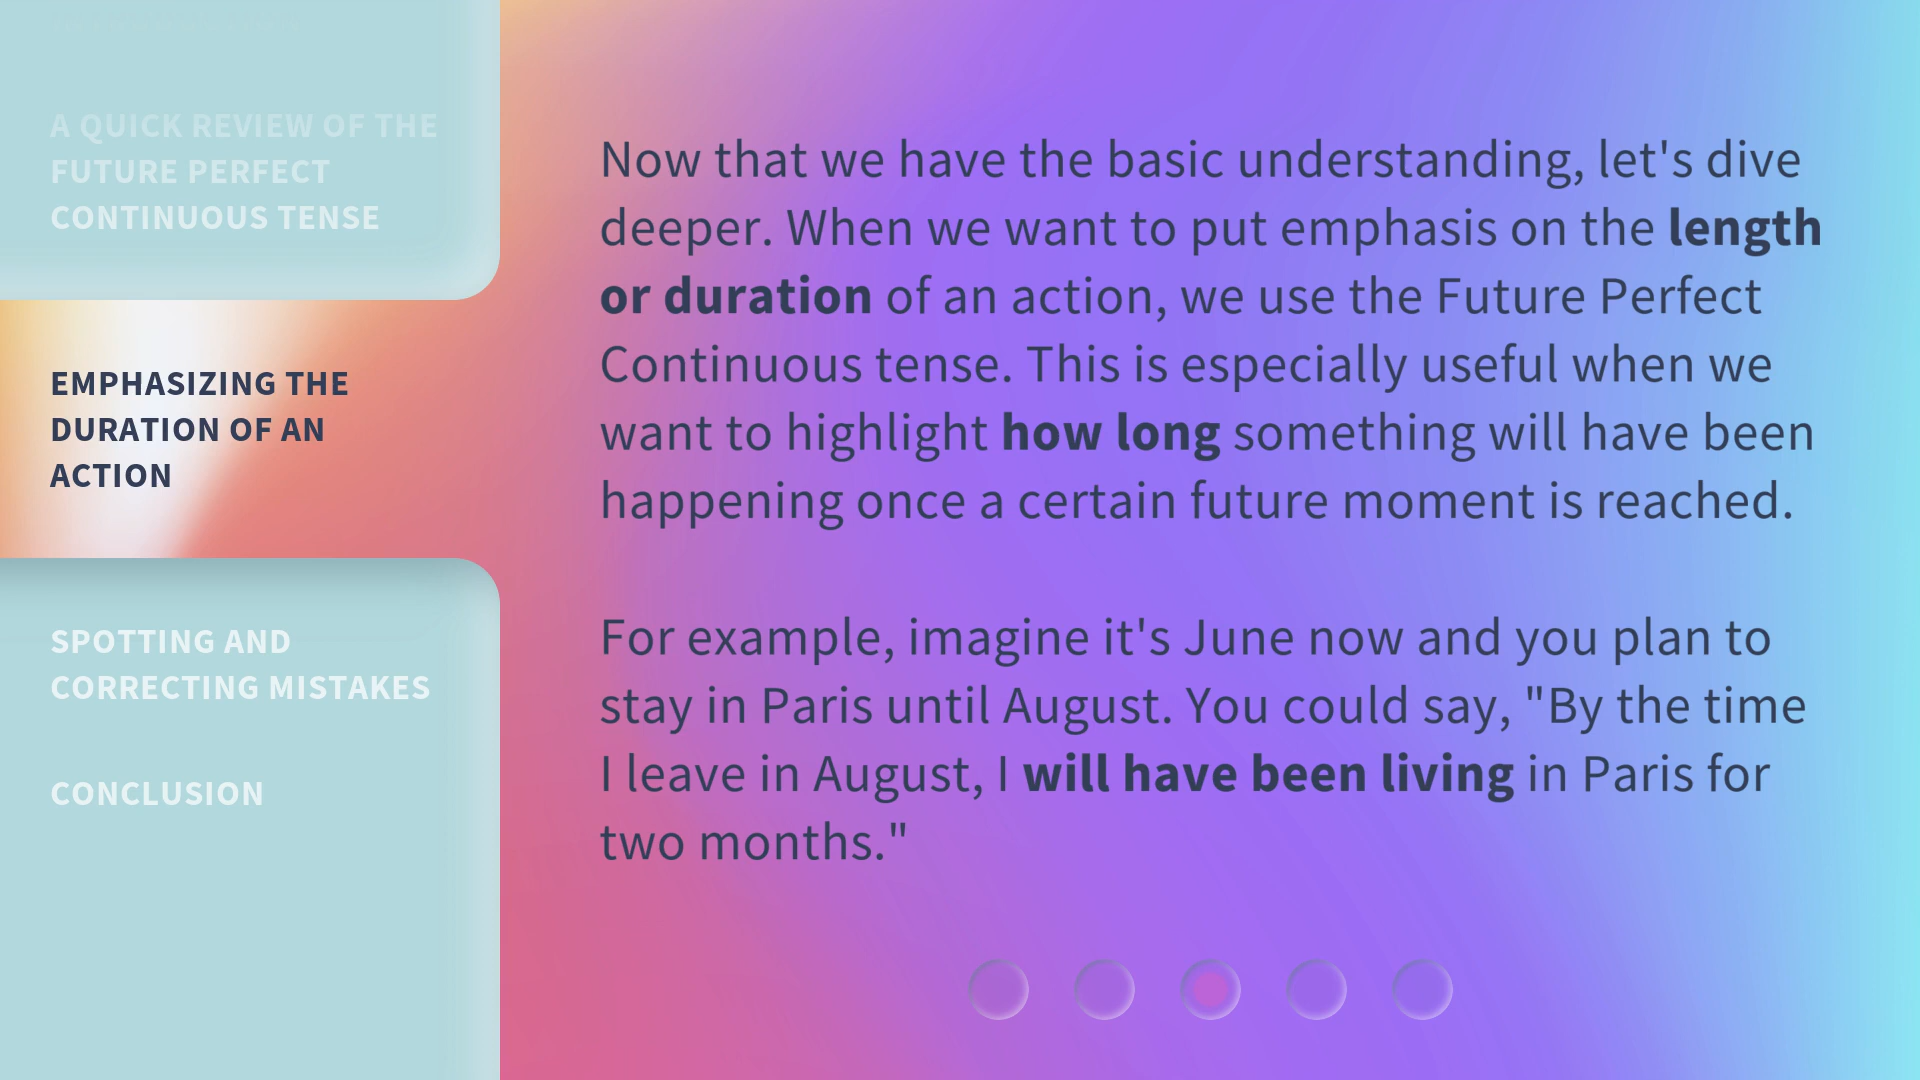 A QUICK REVIEW OF THE
FUTURE PERFECT
CONTINUOUS TENSE
EMPHASIZING THE
DURATION OF AN
ACTION
SPOTTING AND
CORRECTING MISTAKES
CONCLUSION
Now that we have the basic understanding, let's dive
deeper. When we want to put emphasis on the length
or duration of an action, we use the Future Perfect
Continuous tense. This is especially useful when we
want to highlight how long something will have been
happening once a certain future moment is reached.
For example, imagine it's June now and you plan to
stay in Paris until August. You could say, "By the time
I leave in August, I will have been living in Paris for
two months."